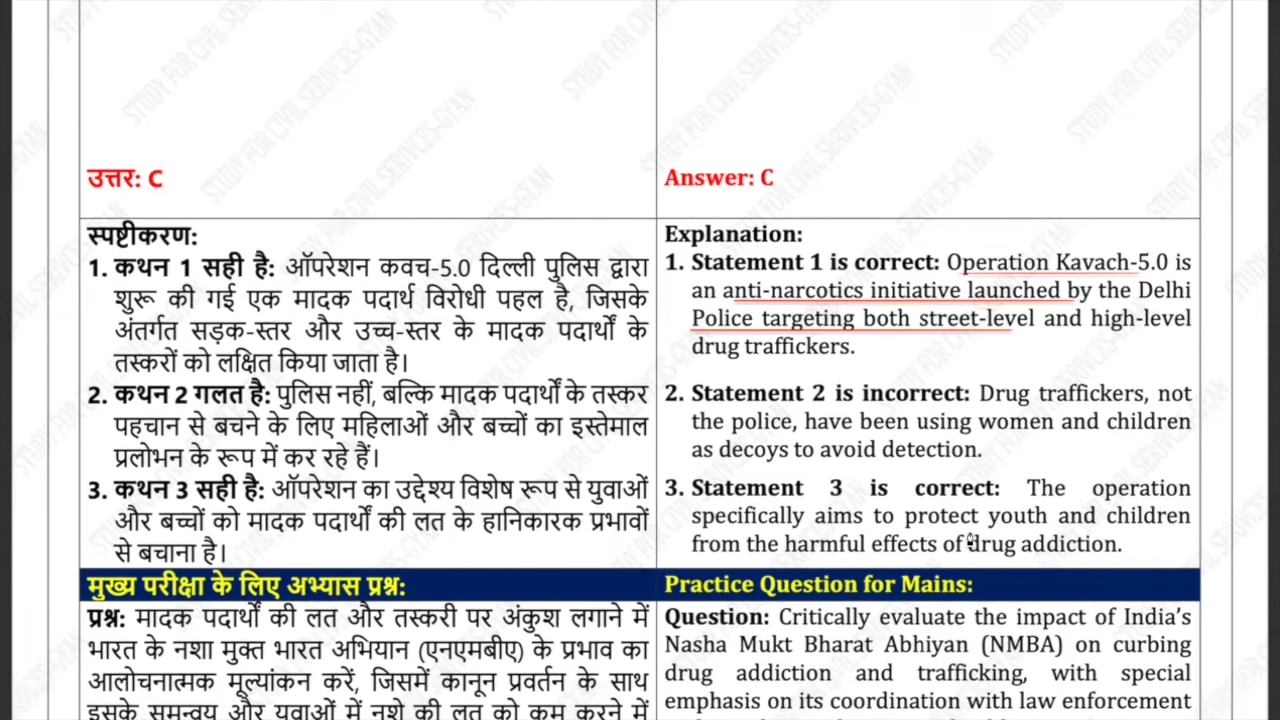 उत्तर: C
स्पष्टीकरण:
1. कथन 1 सही है: ऑपरेशन कवच-5.0 दिल्ली पुलिस द्वारा
शुरू की गई एक मादक पदार्थ विरोधी पहल है, जिसके
अंतर्गत सड़क-स्तर और उच्च-स्तर के मादक पदार्थों के
तस्करों को लक्षित किया जाता है।
2. कथन 2 गलत है: पुलिस नहीं, बल्कि मादक पदार्थों के तस्कर
पहचान से बचने के लिए महिलाओं और बच्चों का इस्तेमाल
प्रलोभन के रूप में कर रहे हैं।
3. कथन 3 सही है: ऑपरेशन का उद्देश्य विशेष रूप से युवाओं
और बच्चों को मादक पदार्थों की लत के हानिकारक प्रभावों
से बचाना है।
मुख्य परीक्षा के लिए अभ्यास प्रश्न:
प्रश्न: मादक पदार्थों की लत और तस्करी पर अंकुश लगाने में
भारत के नशा मुक्त भारत अभियान (एनएमबीए) के प्रभाव का
आलोचनात्मक मूल्यांकन करें, जिसमें कानून प्रवर्तन के साथ
इसके समन्वय और युवाओं में नशे की लत को कम करने में
Answer: C
Explanation:
1. Statement 1 is correct: Operation Kavach-5.0 is
an anti-narcotics initiative launched by the Delhi
Police targeting both street-level and high-level
drug traffickers.
2. Statement 2 is incorrect: Drug traffickers, not
the police, have been using women and children
as decoys to avoid detection.
3. Statement 3 is correct: The operation
specifically aims to protect youth and children
from the harmful effects of drug addiction.
Practice Question for Mains:
Question: Critically evaluate the impact of India's
Nasha Mukt Bharat Abhiyan (NMBA) on curbing
drug addiction and trafficking, with special
emphasis on its coordination with law enforcement